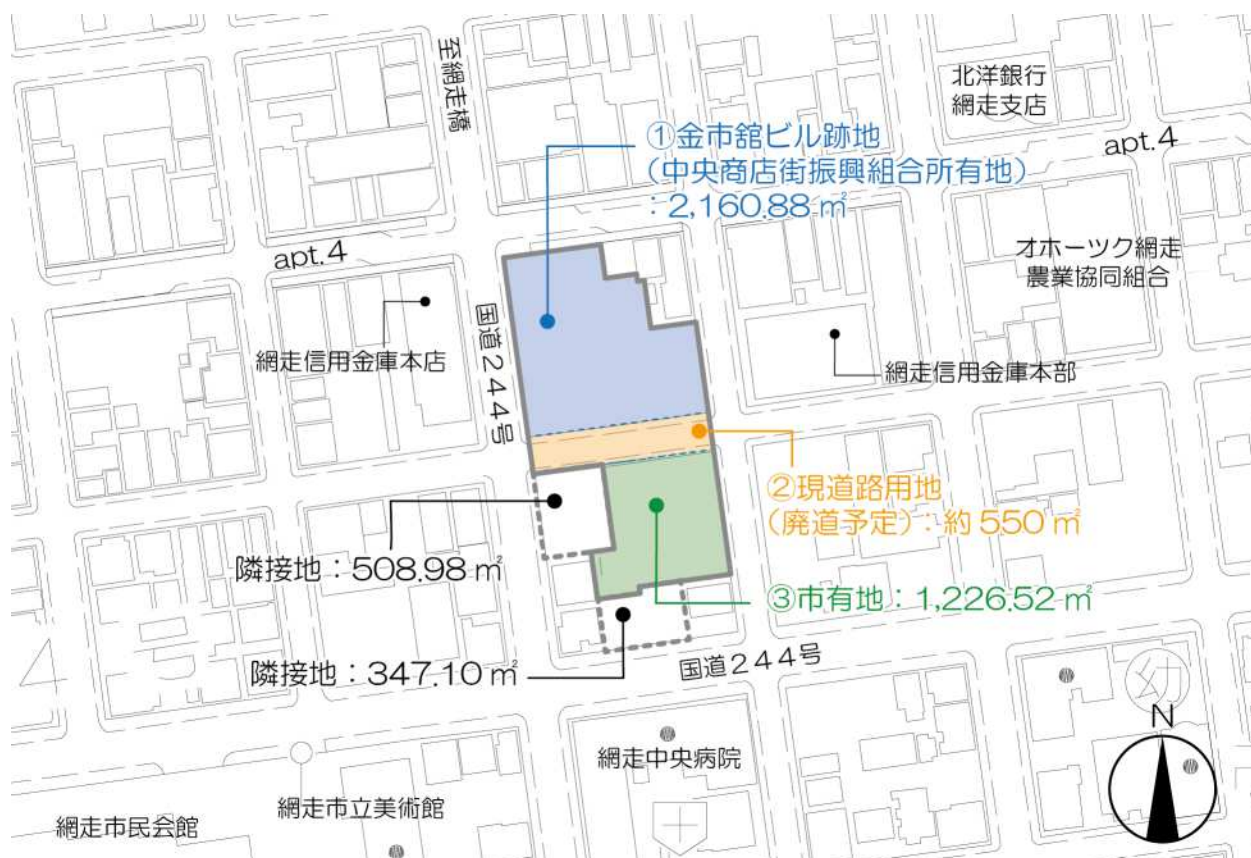 至網走橋
北洋銀行
網走支店
①金市舘ビル跡地
(中央商店街振興組合所有地)
:2,160.88㎡
apt.4
apt.4
オホーツク網走
農業協同組合
国道244号
網走信用金庫本店
網走信用金庫本部
②現道路用地
(廃道予定):約550㎡
隣接地:508.98㎡
③市有地:1,226.52㎡
隣接地:347.10㎡
国道244号
幼
N
網走中央病院
網走市立美術館
網走市民会館